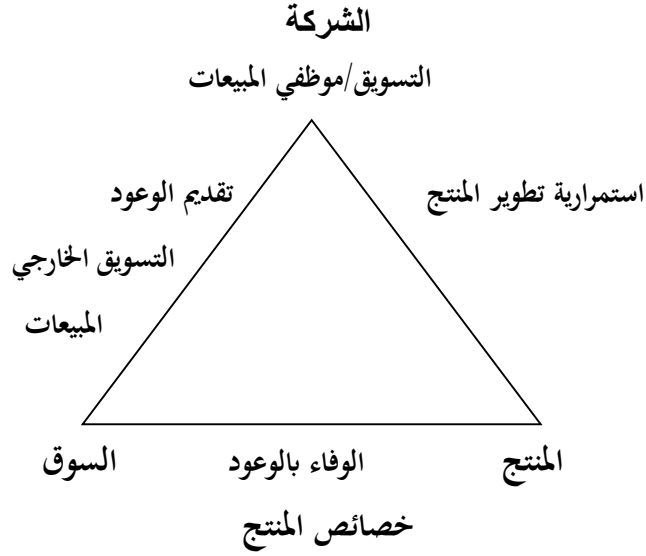 الشركة
التسويق/موظفي المبيعات
استمرارية تطوير المنتج
تقديم الوعود
التسويق الخارجي
المبيعات
المنتج
الوفاء بالوعود
السوق
خصائص المنتج